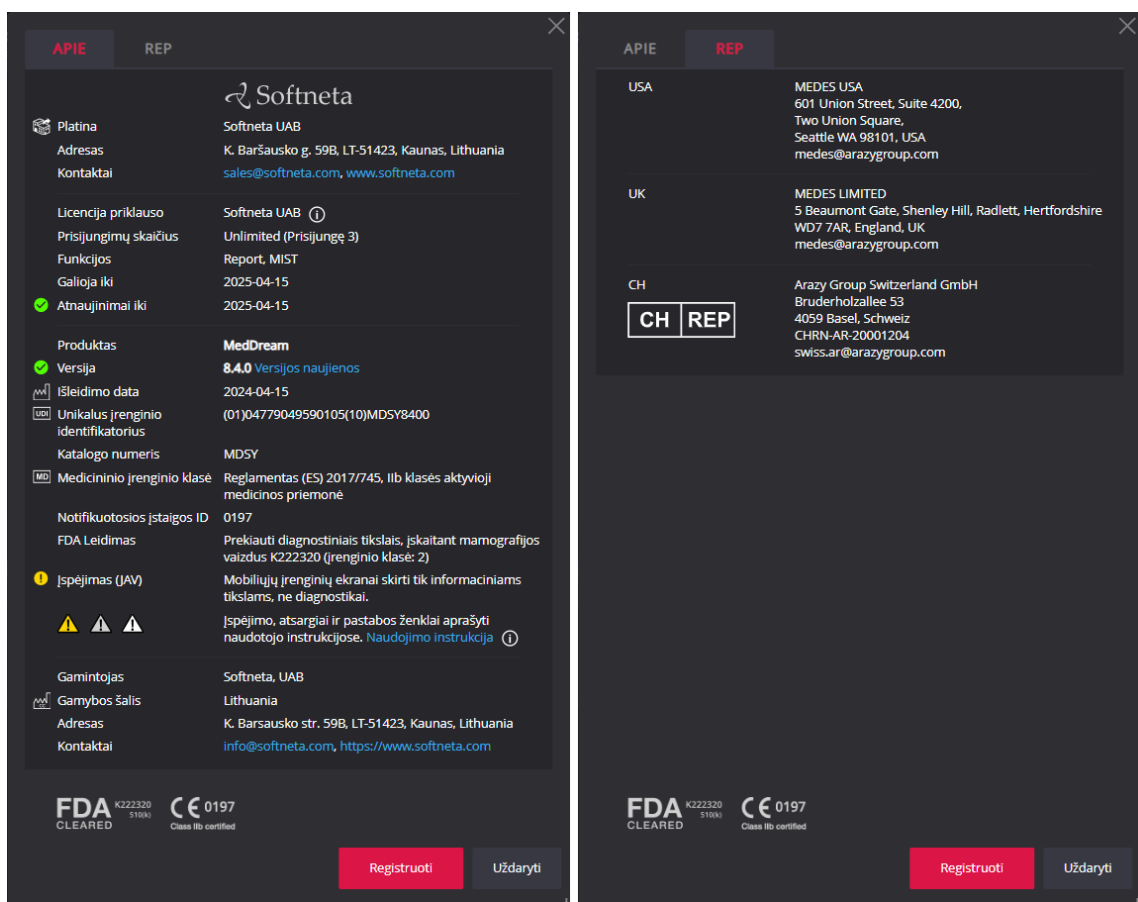 APIE REP
Softneta
Platina Softneta UAB
Adresas K. Baršausko g. 59B, LT-51423, Kaunas, Lithuania
Kontaktai sales@softneta.com, www.softneta.com
Licencija priklauso Softneta UAB
Prisijungimų skaičius Unlimited (Prisijungę 3)
Funkcijos Report, MIST
Galioja iki 2025-04-15
Atnaujinimai iki 2025-04-15
Produktas MedDream
Versija 8.4.0 Versijos naujienos
Išleidimo data 2024-04-15
UDI Unikalus įrenginio (01)04779049590105(10)MDSY8400
identifikatorius
Katalogo numeris MDSY
MD Medicininio įrenginio klasė Reglamentas (ES) 2017/745, IIb klasės aktyvioji
medicinos priemonė
Notifikuotosios įstaigos ID 0197
FDA Leidimas Prekiauti diagnostiniais tikslais, įskaitant mamografijos
vaizdus K222320 (įrenginio klasė: 2)
Įspėjimas (JAV) Mobiliųjų įrenginių ekranai skirti tik informaciniams
tikslams, ne diagnostikai.
Įspėjimo, atsargiai ir pastabos ženklai aprašyti
naudotojo instrukcijose. Naudojimo instrukcija
Gamintojas Softneta, UAB
Gamybos šalis Lithuania
Adresas K. Barsausko str. 59B, LT-51423, Kaunas, Lithuania
Kontaktai info@softneta.com, https://www.softneta.com
FDA K222320 CE 0197
CLEARED 510(k) Class IIb certified
Registruoti Uždaryti
APIE REP
USA MEDES USA
601 Union Street, Suite 4200,
Two Union Square,
Seattle WA 98101, USA
medes@arazygroup.com
UK MEDES LIMITED
5 Beaumont Gate, Shenley Hill, Radlett, Hertfordshire
WD7 7AR, England, UK
medes@arazygroup.com
CH Arazy Group Switzerland GmbH
Bruderholzallee 53
CH REP 4059 Basel, Schweiz
CHRN-AR-20001204
swiss.ar@arazygroup.com
FDA K222320 CE 0197
CLEARED 510(k) Class IIb certified
Registruoti Uždaryti